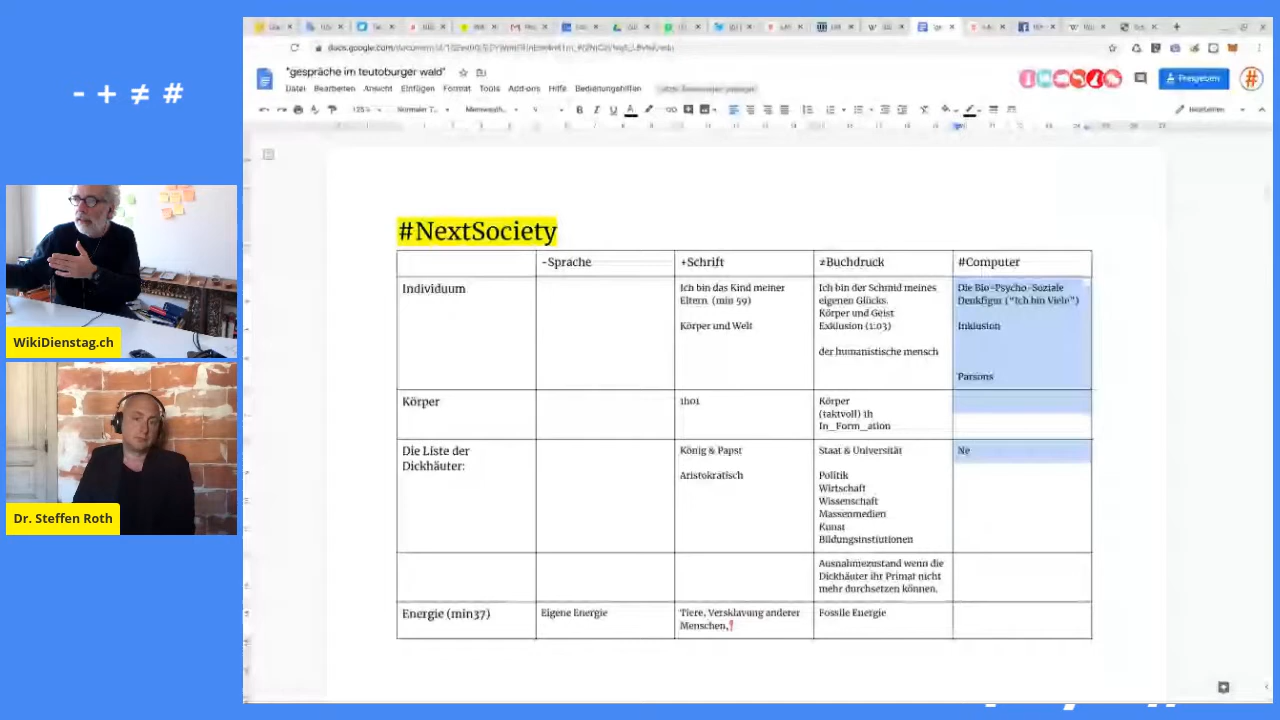 - + ≠ #
WikiDienstag.ch
Dr. Steffen Roth
"gespräche im teutoburger wald"
Datei Bearbeiten Ansicht Einfügen Format Tools Add-ons Hilfe Bedienungshilfen
Freigeben
#NextSociety
-Sprache +Schrift ≠Buchdruck #Computer
Individuum
Ich bin das Kind meiner
Eltern (min 59)
Körper und Welt
Ich bin der Schmid meines
eigenen Glücks.
Körper und Geist
Exklusion (1:03)
der humanistische mensch
Die Bio-Psycho-Soziale
Denkfigur ("Ich bin Viele")
Inklusion
Parsons
Körper
1h01
Körper
(taktvoll) 1h
In_Form_ation
Die Liste der
Dickhäuter:
König & Papst
Aristokratisch
Staat & Universität
Politik
Wirtschaft
Wissenschaft
Massenmedien
Kunst
Bildungsinstiutionen
Ne
Ausnahmezustand wenn die
Dickhäuter ihr Primat nicht
mehr durchsetzen können.
Energie (min37)
Eigene Energie
Tiere, Versklavung anderer
Menschen,
Fossile Energie